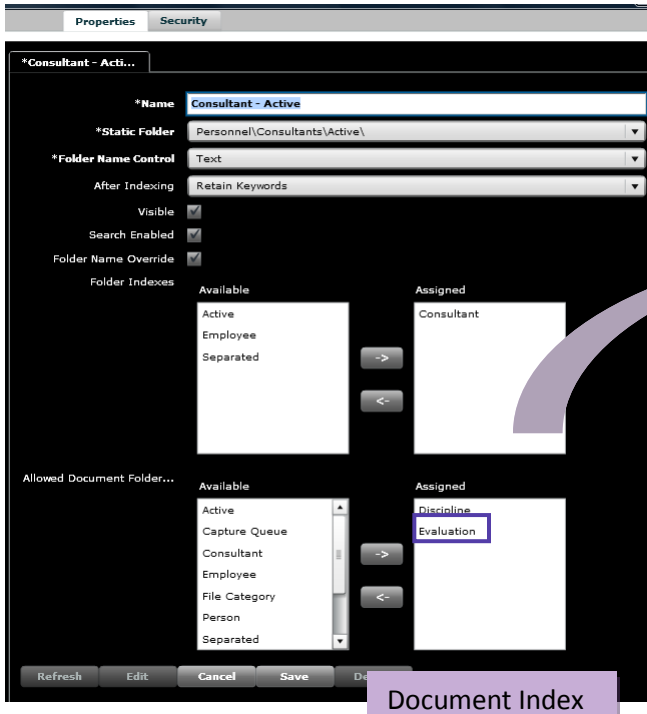 Properties Security
*Consultant - Acti...
*Name Consultant - Active
*Static Folder Personnel\Consultants\Active\
*Folder Name Control Text
After Indexing Retain Keywords
Visible
Search Enabled
Folder Name Override
Folder Indexes
Available Assigned
Active Consultant
Employee
Separated
->
<-
Allowed Document Folder...
Available Assigned
Active Discipline
Capture Queue Evaluation
Consultant ->
Employee
File Category <-
Person
Separated
Refresh Edit Cancel Save
Document Index